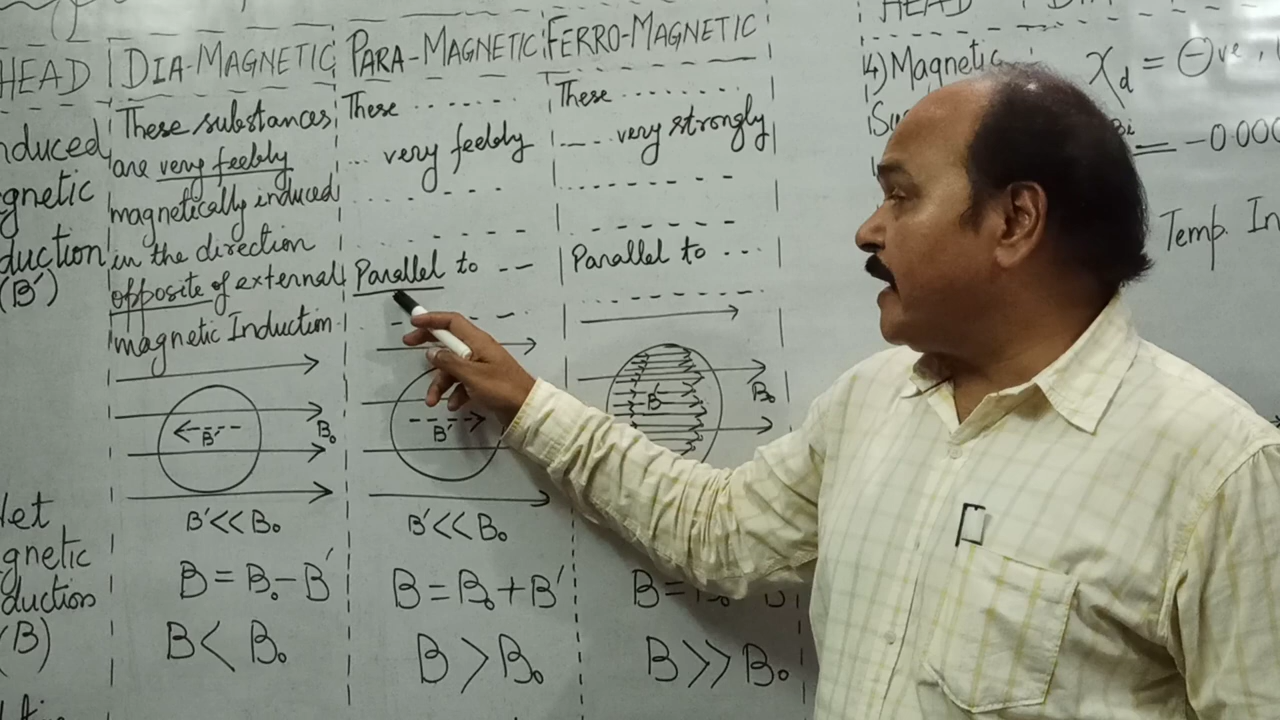 HEAD
DIA-MAGNETIC
PARA-MAGNETIC
FERRO-MAGNETIC
nduced
gnetic
duction
(B')
These substances
are very feebly
magnetically induced
in the direction
opposite of external
magnetic Induction.
B'
B₀
B'<<B₀
These .......
... very feebly
....
Parallel to --
B'
B'<<B₀
These ........
---- very strongly
Parallel to ...
B'
B₀
gnetic
duction
(B)
B=B₀-B'
B<B₀
B=B₀+B'
B>B₀
B>>B₀
HEAD
4) Magnetic
χd = ⊖ve
-0.000
Temp. In